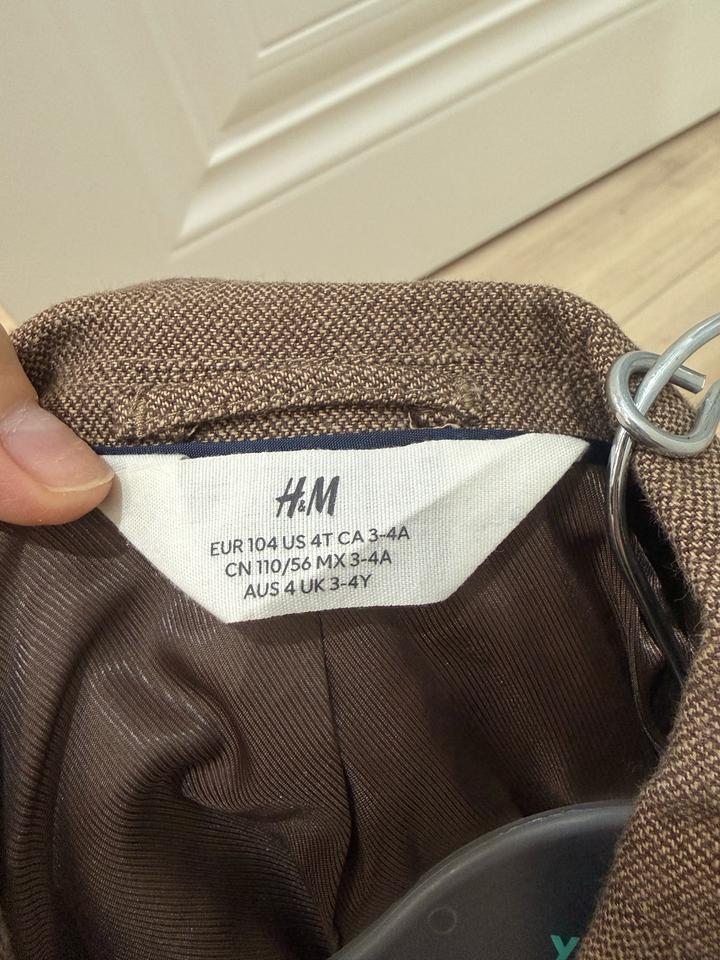 H&M
EUR 104 US 4T CA 3-4A
CN 110/56 MX 3-4A
AUS 4 UK 3-4Y